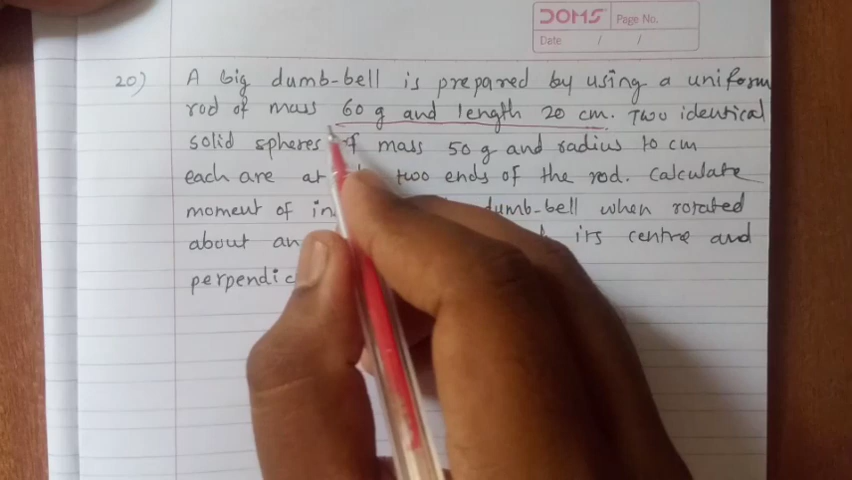 DOMS Page No.
Date / /
20) A big dumb-bell is prepared by using a uniform
rod of mass 60 g and length 20 cm. Two identical
solid spheres of mass 50 g and radius 10 cm
each are at two ends of the rod. Calculate
moment of dumb-bell when rotated
about its centre and